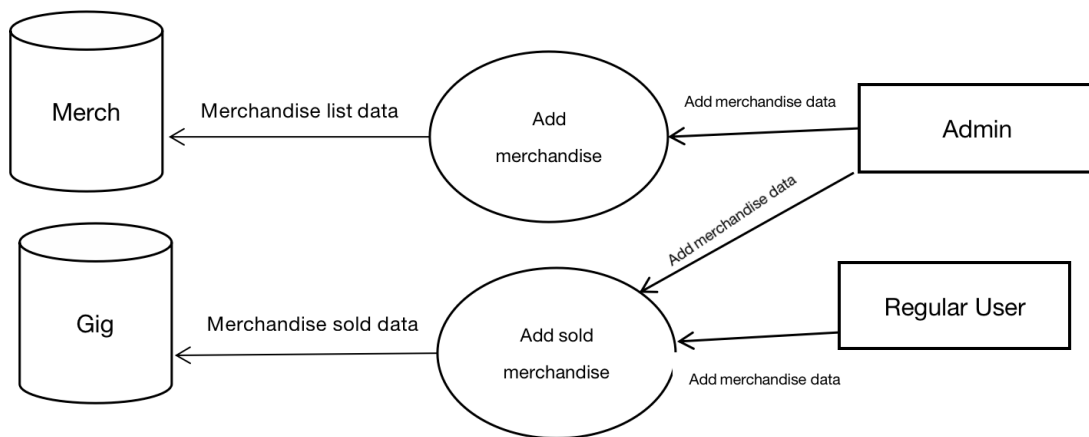 Merch
Merchandise list data
Add
merchandise
Add merchandise data
Admin
Add merchandise data
Gig
Merchandise sold data
Add sold
merchandise
Regular User
Add merchandise data